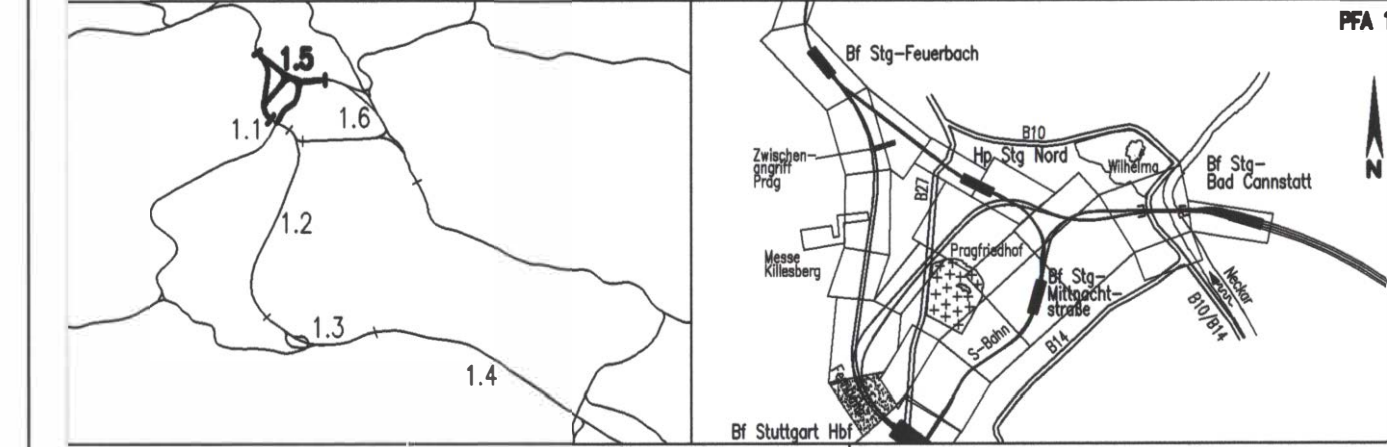 1.5
1.1
1.6
1.2
1.3
1.4
PFA 1
Bf Stg-Feuerbach
B10
Hp Stg Nord
Wilhelma
Bf Stg-
Bad Cannstatt
N
Zwischen-
angriff
Prag
B27
Messe
Killesberg
Pragfriedhof
Bf Stg-
Mittnacht-
straße
Neckar
B10/B14
S-Bahn
B14
Bf Stuttgart Hbf